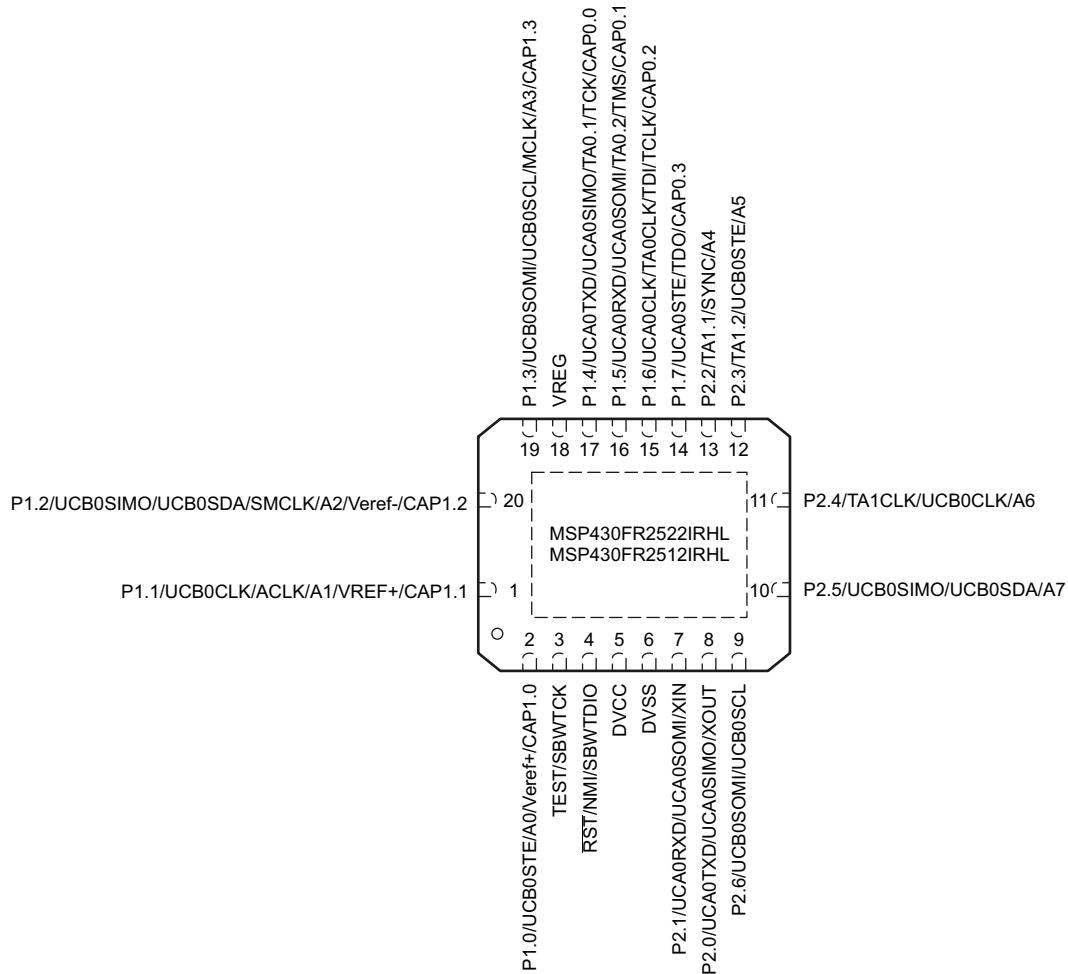 P1.3/UCB0SOMI/UCB0SCL/MCLK/A3/CAP1.3
VREG
P1.4/UCA0TXD/UCA0SIMO/TA0.1/TCK/CAP0.0
P1.5/UCA0RXD/UCA0SOMI/TA0.2/TMS/CAP0.1
P1.6/UCA0CLK/TA0CLK/TDI/TCLK/CAP0.2
P1.7/UCA0STE/TDO/CAP0.3
P2.2/TA1.1/SYNC/A4
P2.3/TA1.2/UCB0STE/A5
19 18 17 16 15 14 13 12
P1.2/UCB0SIMO/UCB0SDA/SMCLK/A2/Veref-/CAP1.2 20
11 P2.4/TA1CLK/UCB0CLK/A6
MSP430FR2522IRHL
MSP430FR2512IRHL
P1.1/UCB0CLK/ACLK/A1/VREF+/CAP1.1 1
10 P2.5/UCB0SIMO/UCB0SDA/A7
2 3 4 5 6 7 8 9
P1.0/UCB0STE/A0/Veref+/CAP1.0
TEST/SBWTCK
RST/NMI/SBWTDIO
DVCC
DVSS
P2.1/UCA0RXD/UCA0SOMI/XIN
P2.0/UCA0TXD/UCA0SIMO/XOUT
P2.6/UCB0SOMI/UCB0SCL